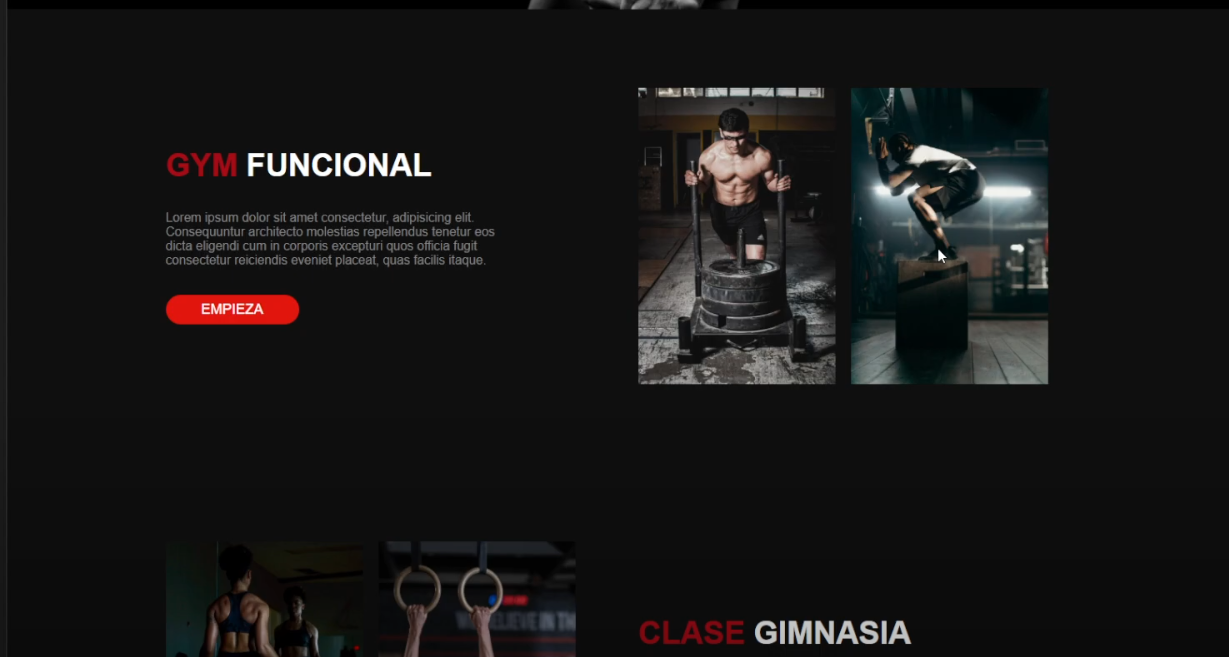 GYM FUNCIONAL
Lorem ipsum dolor sit amet consectetur, adipisicing elit.
Consequuntur architecto molestias repellendus tenetur eos
dicta eligendi cum in corporis excepturi quos officia fugit
consectetur reiciendis eveniet placeat, quas facilis itaque.
EMPIEZA
CLASE GIMNASIA